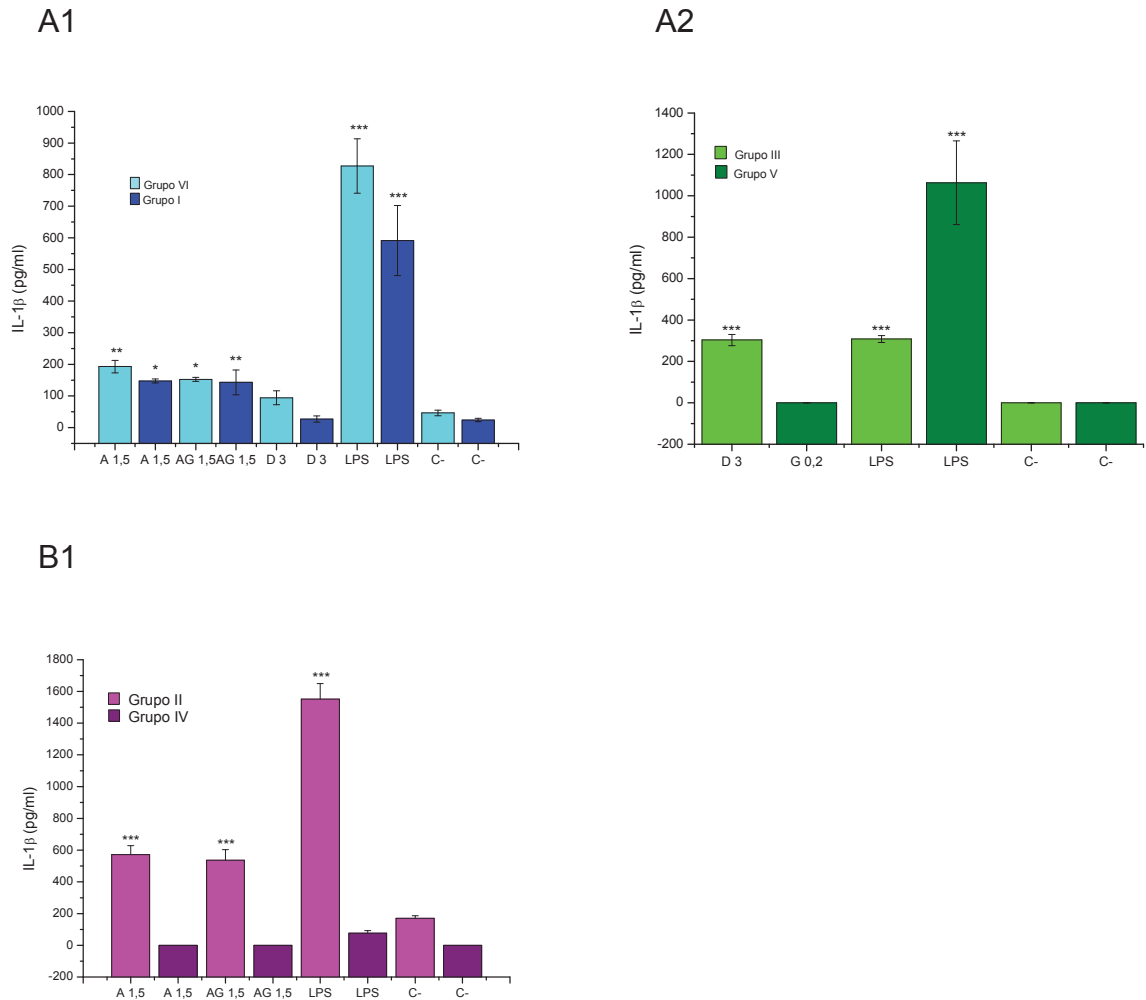 A1
1000
900
800
700
600
500
400
300
200
100
0
IL-1β (pg/ml)
Grupo VI
Grupo I
**
*
*
**
***
***
A 1,5 A 1,5 AG 1,5 AG 1,5 D 3 D 3 LPS LPS C- C-
A2
1400
1200
1000
800
600
400
200
0
-200
IL-1β (pg/ml)
Grupo III
Grupo V
***
***
***
D 3 G 0,2 LPS LPS C- C-
B1
1800
1600
1400
1200
1000
800
600
400
200
0
-200
IL-1β (pg/ml)
Grupo II
Grupo IV
***
***
***
A 1,5 A 1,5 AG 1,5 AG 1,5 LPS LPS C- C-